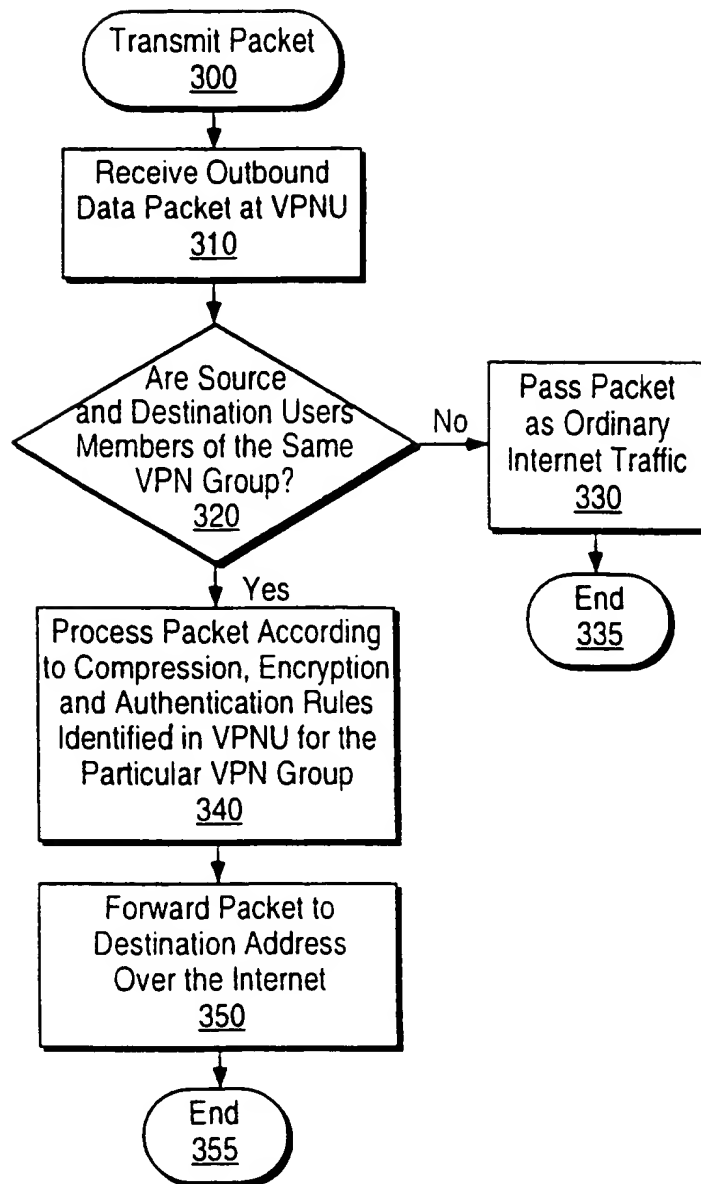 Transmit Packet
300
Receive Outbound
Data Packet at VPNU
310
Are Source
and Destination Users
Members of the Same
VPN Group?
320
No
Pass Packet
as Ordinary
Internet Traffic
330
End
335
Yes
Process Packet According
to Compression, Encryption
and Authentication Rules
Identified in VPNU for the
Particular VPN Group
340
Forward Packet to
Destination Address
Over the Internet
350
End
355